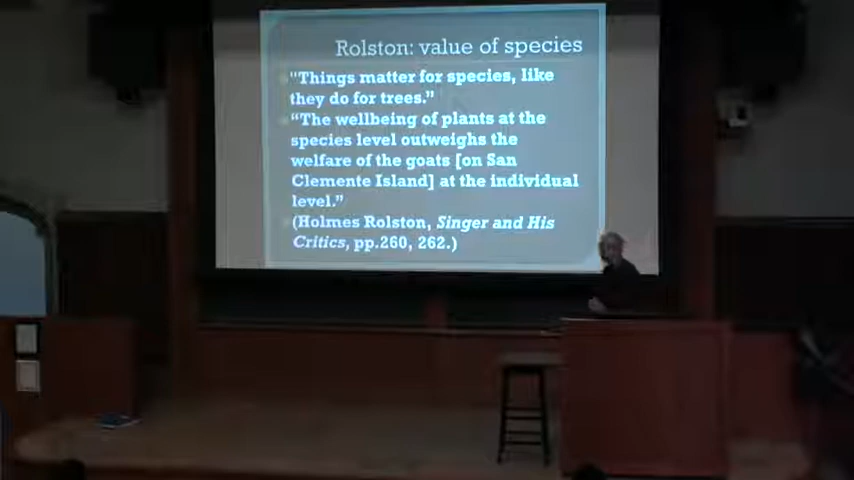 Rolston: value of species
"Things matter for species, like
they do for trees."
"The wellbeing of plants at the
species level outweighs the
welfare of the goats [on San
Clemente Island] at the individual
level."
(Holmes Rolston, Singer and His
Critics, pp.260, 262.)